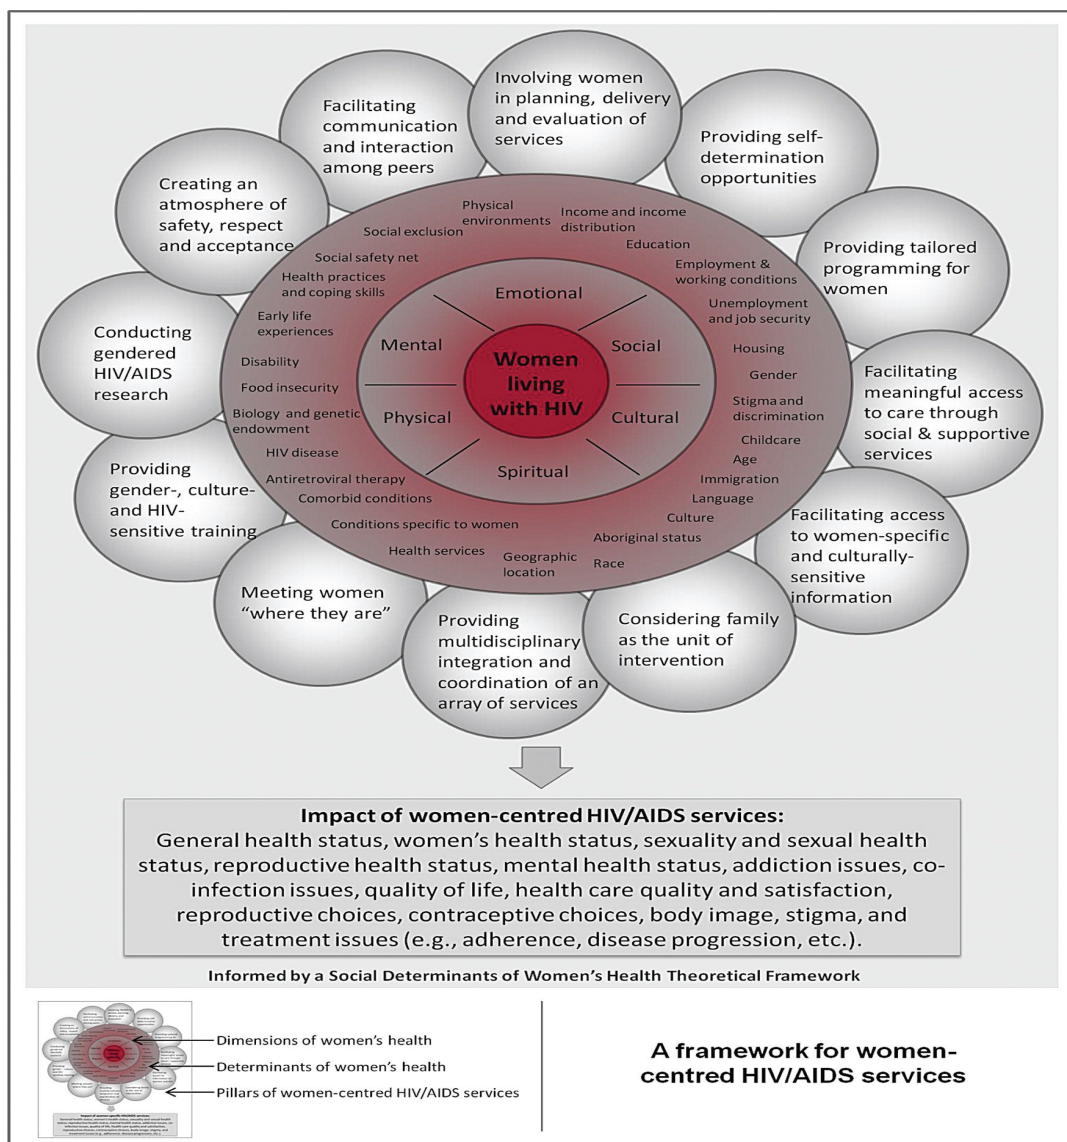 Involving women
in planning, delivery
and evaluation of
services
Facilitating
communication
and interaction
among peers
Providing self-
determination
opportunities
Creating an
atmosphere of
safety, respect
and acceptance
Providing tailored
programming for
women
Conducting
gendered
HIV/AIDS
research
Facilitating
meaningful access
to care through
social & supportive
services
Providing
gender-, culture-
and HIV-
sensitive training
Facilitating access
to women-specific
and culturally-
sensitive
information
Meeting women
“where they are”
Providing
multidisciplinary
integration and
coordination of an
array of services
Considering family
as the unit of
intervention
Physical
environments
Income and income
distribution
Social exclusion
Education
Social safety net
Employment &
working conditions
Health practices
and coping skills
Unemployment
and job security
Early life
experiences
Housing
Disability
Gender
Food insecurity
Stigma and
discrimination
Biology and genetic
endowment
Childcare
HIV disease
Age
Antiretroviral therapy
Immigration
Comorbid conditions
Language
Conditions specific to women
Culture
Health services
Aboriginal status
Geographic
location
Race
Emotional
Mental
Social
Physical
Cultural
Spiritual
Women
living
with HIV
Impact of women-centred HIV/AIDS services:
General health status, women’s health status, sexuality and sexual health
status, reproductive health status, mental health status, addiction issues, co-
infection issues, quality of life, health care quality and satisfaction,
reproductive choices, contraceptive choices, body image, stigma, and
treatment issues (e.g., adherence, disease progression, etc.).
Informed by a Social Determinants of Women’s Health Theoretical Framework
Dimensions of women’s health
Determinants of women’s health
Pillars of women-centred HIV/AIDS services
A framework for women-
centred HIV/AIDS services